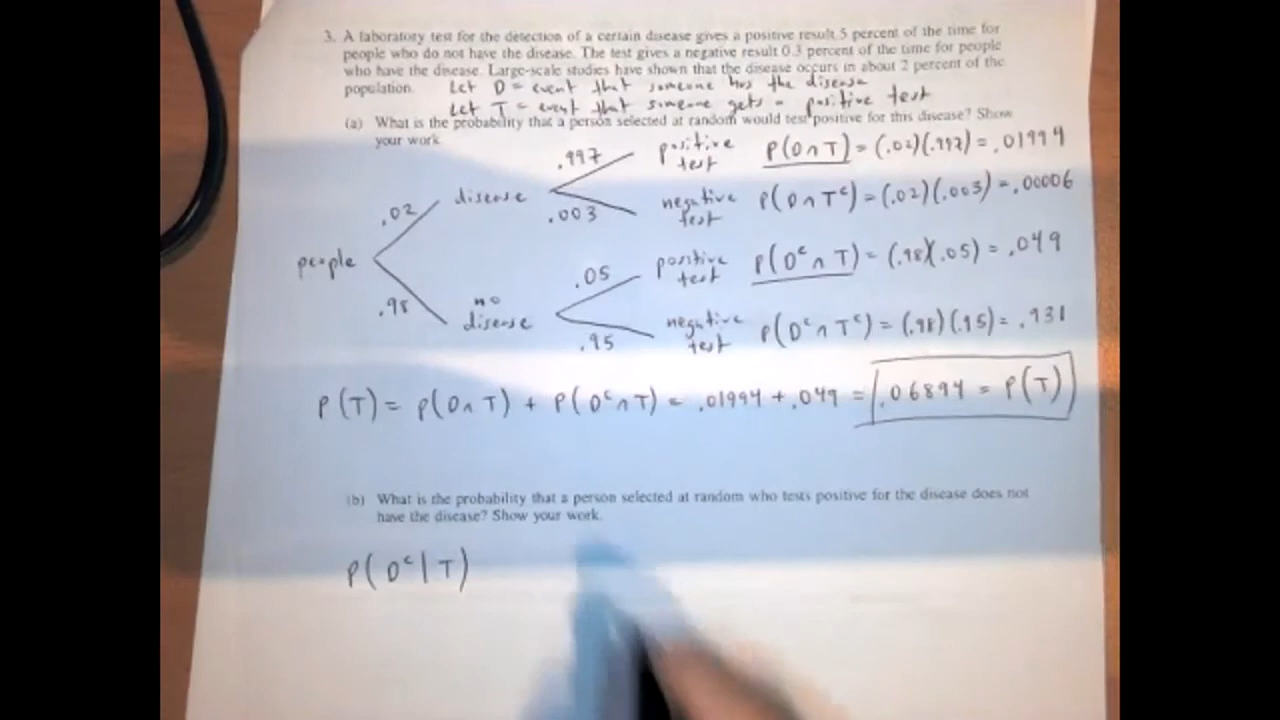 3. A laboratory test for the detection of a certain disease gives a positive result 5 percent of the time for
people who do not have the disease. The test gives a negative result 0.3 percent of the time for people
who have the disease. Large-scale studies have shown that the disease occurs in about 2 percent of the
population.
Let D = event that someone has the disease
Let T = event that someone gets a positive test
(a) What is the probability that a person selected at random would test positive for this disease? Show
your work.
people
.02
disease
.997
positive test
P(D∩T) = (.02)(.997) = .01994
.003
negative test
P(D∩Tᶜ) = (.02)(.003) = .00006
.98
no disease
.05
positive test
P(Dᶜ∩T) = (.98)(.05) = .049
.95
negative test
P(Dᶜ∩Tᶜ) = (.98)(.95) = .931
P(T) = P(D∩T) + P(Dᶜ∩T) = .01994 + .049 = .06894 = P(T)
(b) What is the probability that a person selected at random who tests positive for the disease does not
have the disease? Show your work.
P(Dᶜ|T)